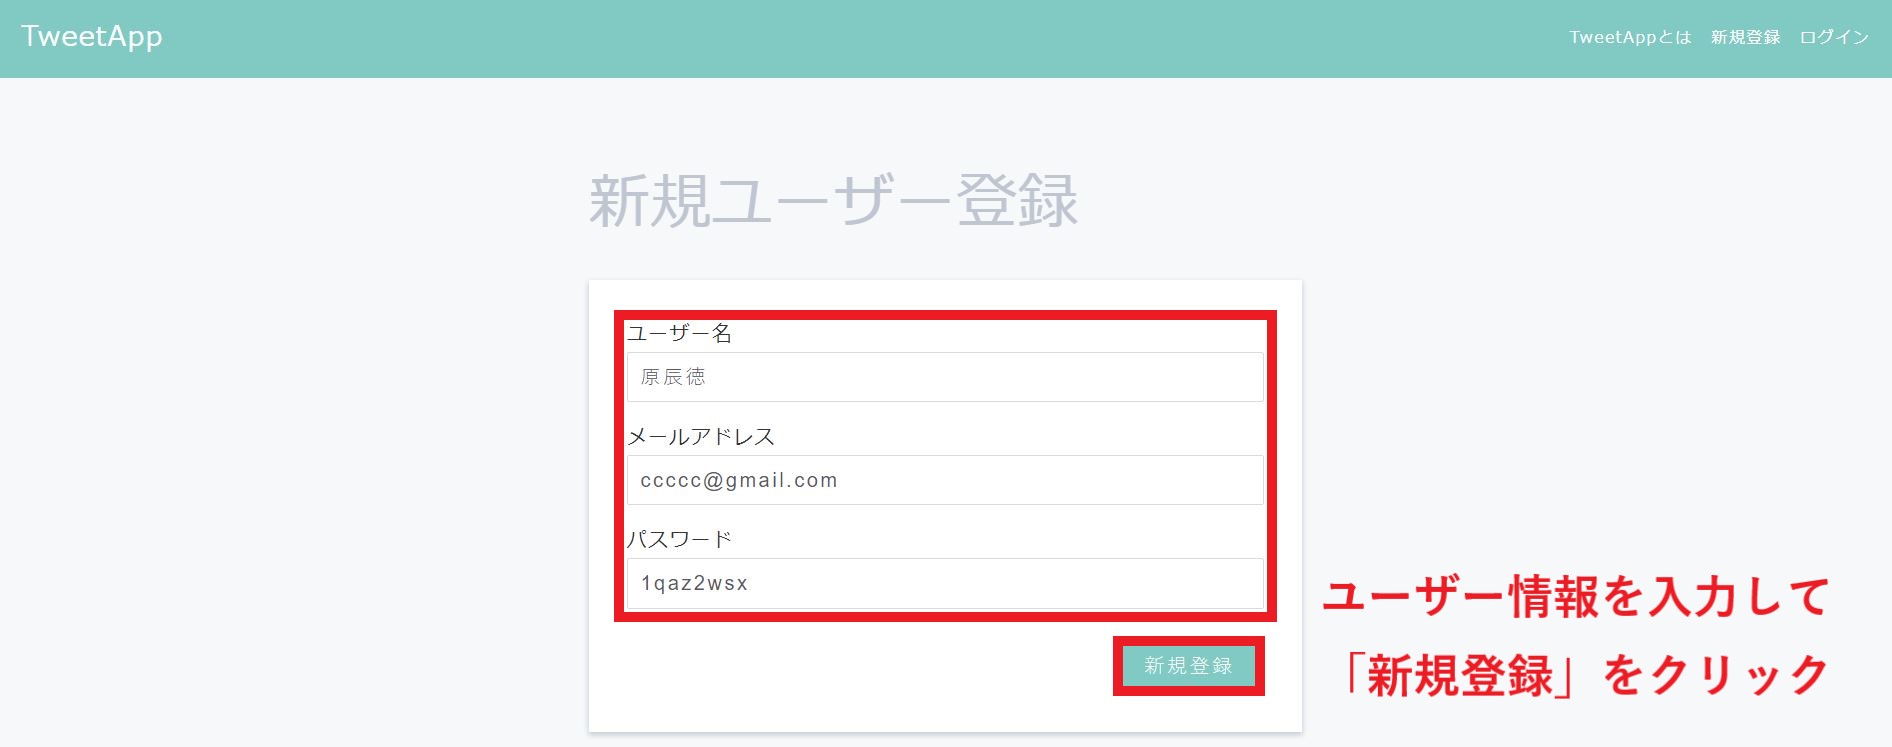 TweetApp
TweetAppとは 新規登録 ログイン
新規ユーザー登録
ユーザー名
原辰徳
メールアドレス
ccccc@gmail.com
パスワード
1qaz2wsx
新規登録
ユーザー情報を入力して
「新規登録」をクリック